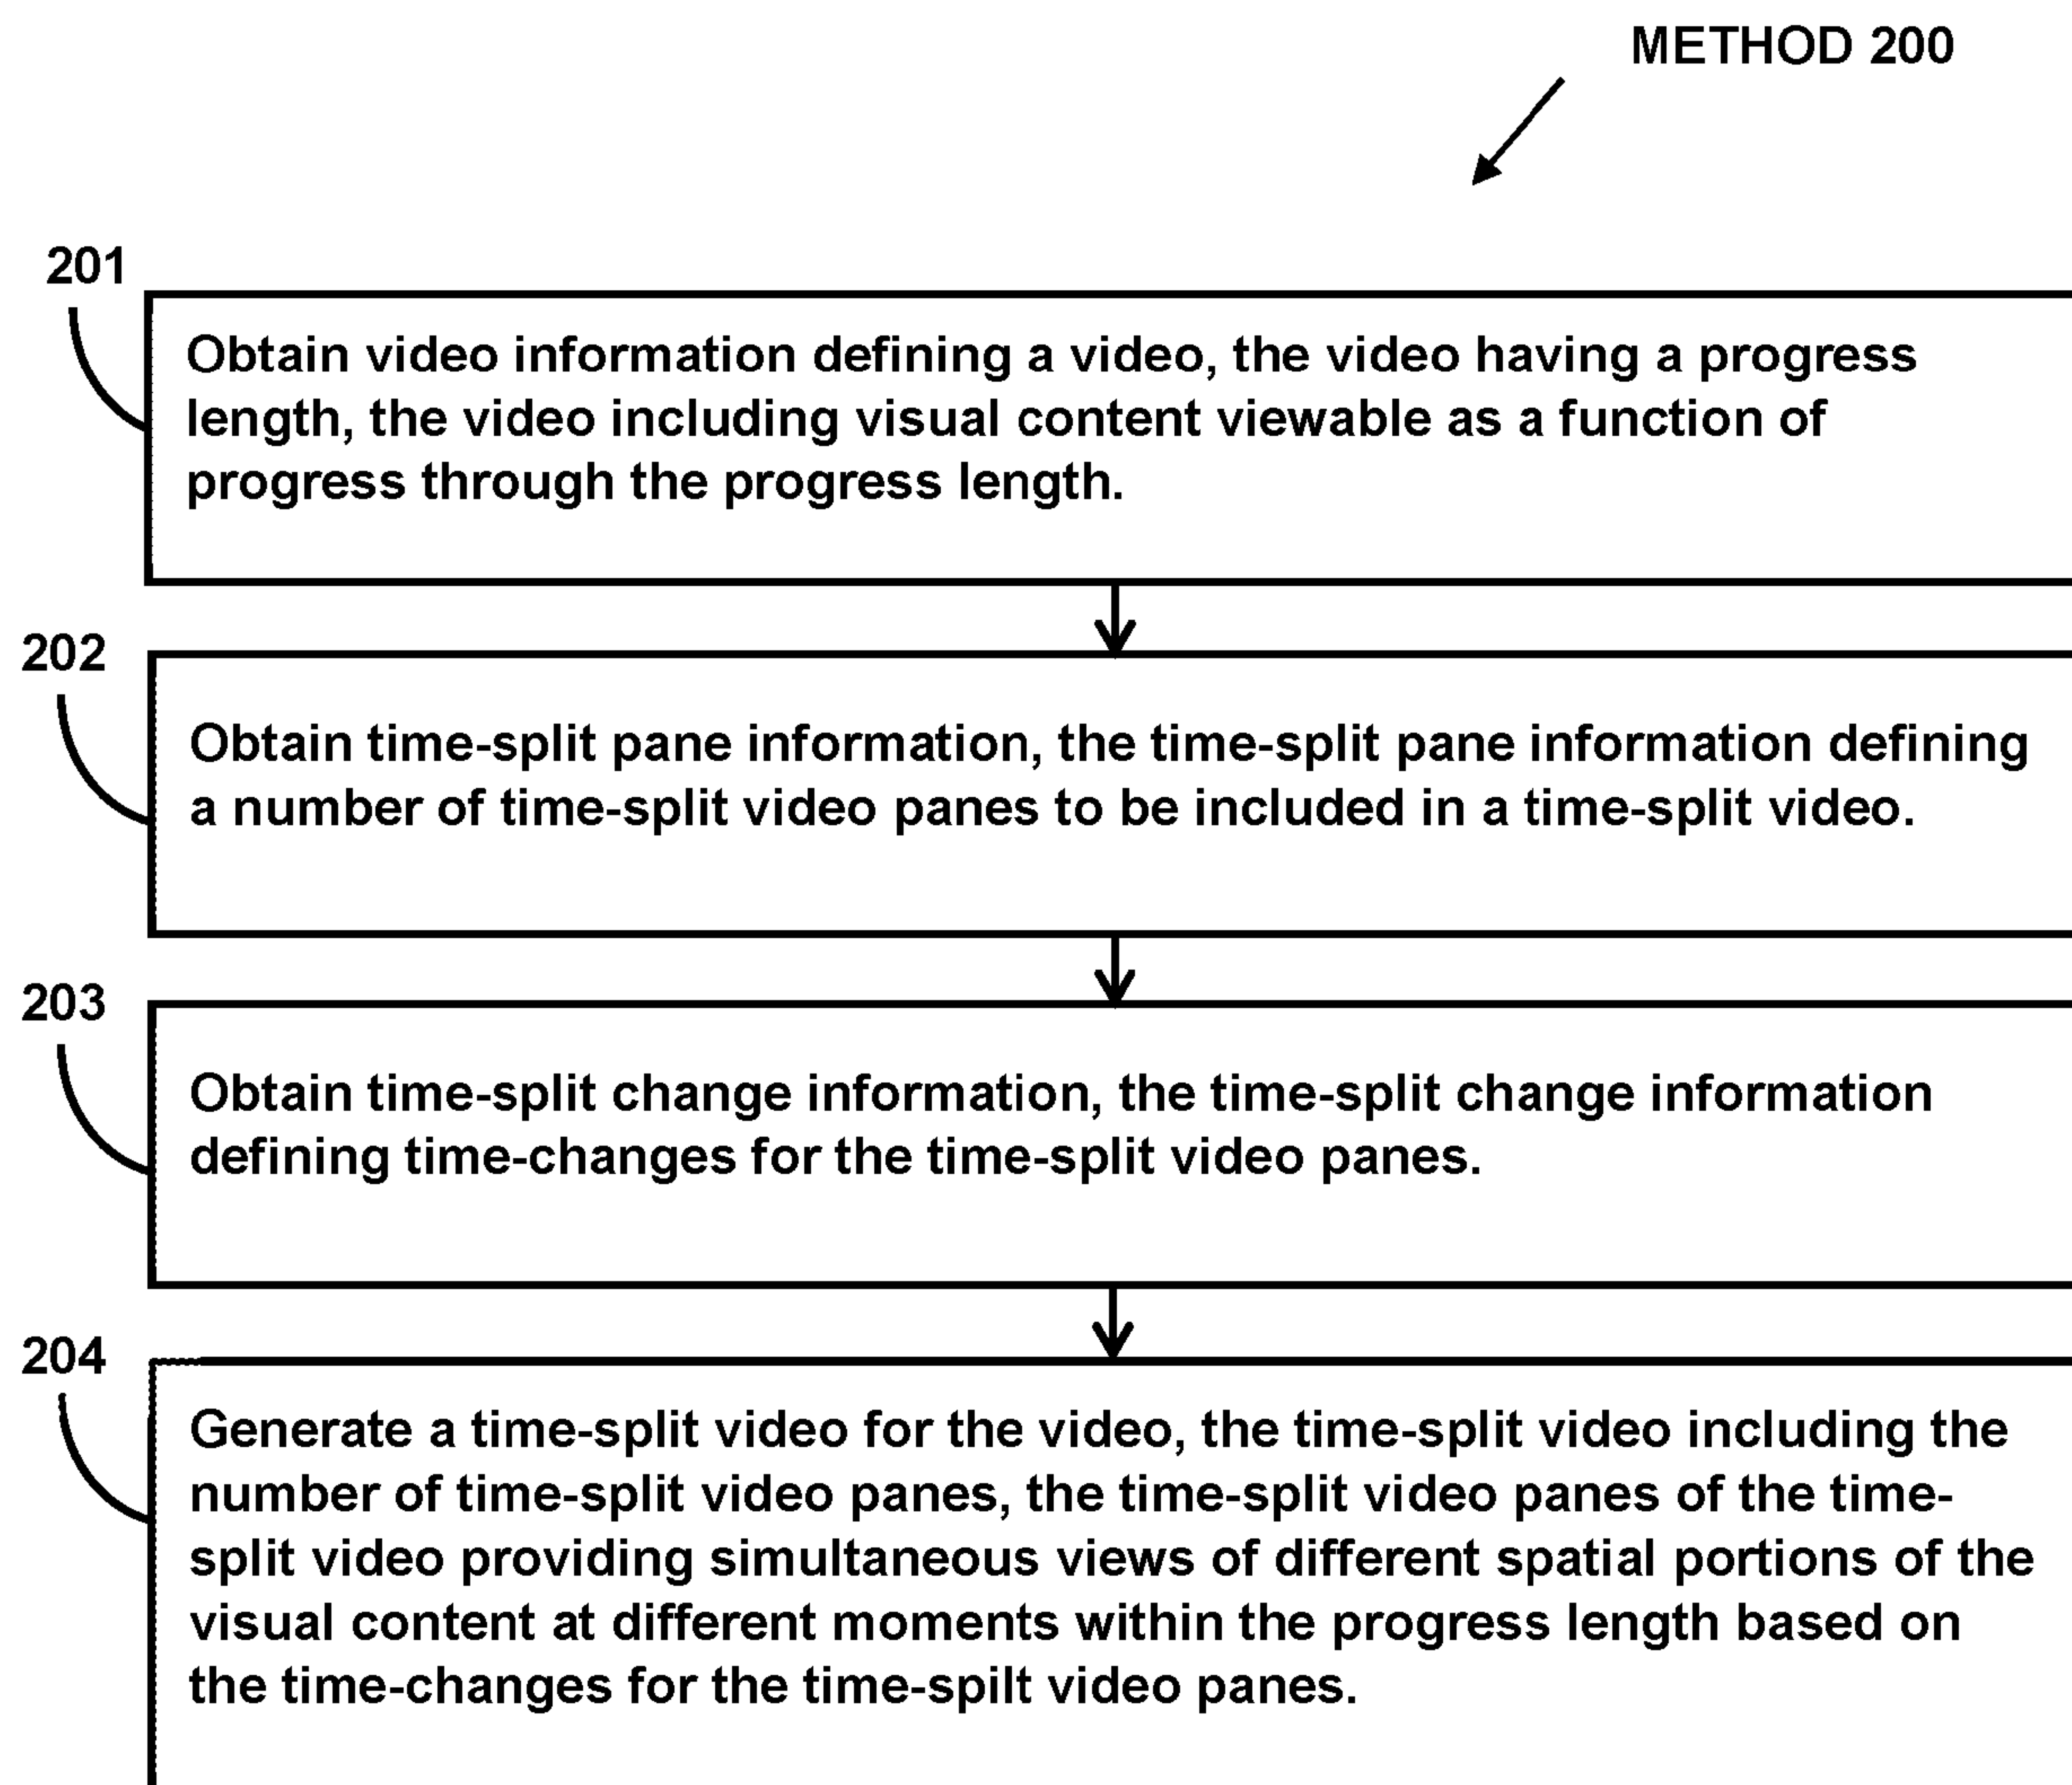 METHOD 200
201
Obtain video information defining a video, the video having a progress
length, the video including visual content viewable as a function of
progress through the progress length.
202
Obtain time-split pane information, the time-split pane information defining
a number of time-split video panes to be included in a time-split video.
203
Obtain time-split change information, the time-split change information
defining time-changes for the time-split video panes.
204
Generate a time-split video for the video, the time-split video including the
number of time-split video panes, the time-split video panes of the time-
split video providing simultaneous views of different spatial portions of the
visual content at different moments within the progress length based on
the time-changes for the time-spilt video panes.